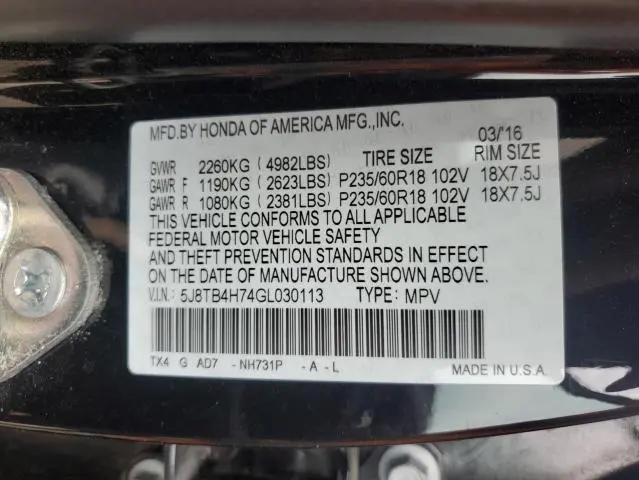 MFD.BY HONDA OF AMERICA MFG.,INC. 03/'16
GVWR 2260KG (4982LBS) TIRE SIZE RIM SIZE
GAWR F 1190KG (2623LBS) P235/60R18 102V 18X7.5J
GAWR R 1080KG (2381LBS) P235/60R18 102V 18X7.5J
THIS VEHICLE CONFORMS TO ALL APPLICABLE
FEDERAL MOTOR VEHICLE SAFETY
AND THEFT PREVENTION STANDARDS IN EFFECT
ON THE DATE OF MANUFACTURE SHOWN ABOVE.
V.I.N.: 5J8TB4H74GL030113 TYPE: MPV
TX4 G AD7 - NH731P - A - L MADE IN U.S.A.